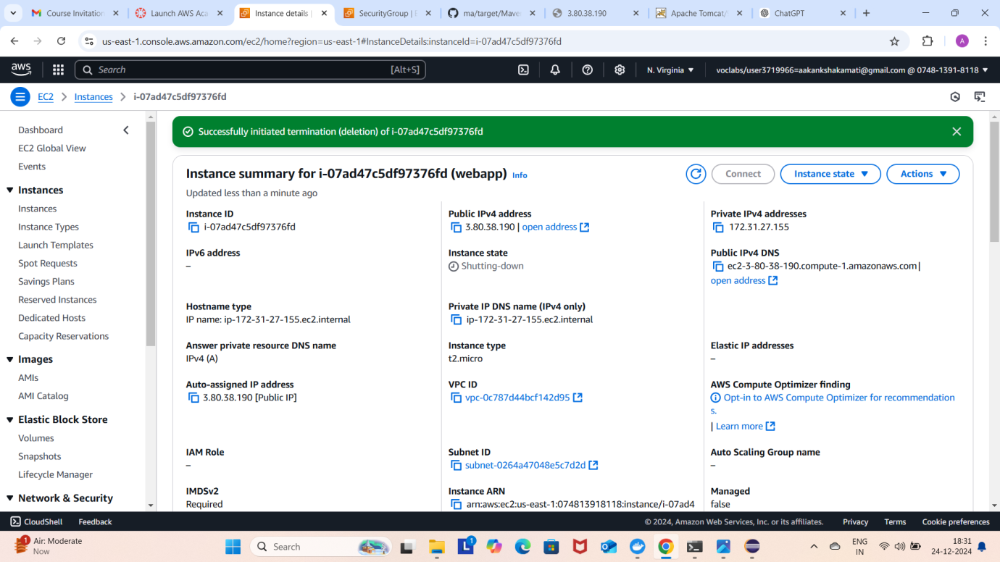 Course Invitation
Launch AWS Aca
Instance details |
SecurityGroup | E
ma/target/Mave
3.80.38.190
Apache Tomcat/
ChatGPT
us-east-1.console.aws.amazon.com/ec2/home?region=us-east-1#InstanceDetails:instanceId=i-07ad47c5df97376fd
A
aws
Search
[Alt+S]
N. Virginia
voclabs/user3719966=aakankshakamati@gmail.com @ 0748-1391-8118
EC2
Instances
i-07ad47c5df97376fd
Dashboard
EC2 Global View
Events
Instances
Instances
Instance Types
Launch Templates
Spot Requests
Savings Plans
Reserved Instances
Dedicated Hosts
Capacity Reservations
Images
AMIs
AMI Catalog
Elastic Block Store
Volumes
Snapshots
Lifecycle Manager
Network & Security
Successfully initiated termination (deletion) of i-07ad47c5df97376fd
Instance summary for i-07ad47c5df97376fd (webapp) Info
Updated less than a minute ago
Connect
Instance state
Actions
Instance ID
i-07ad47c5df97376fd
Public IPv4 address
3.80.38.190 | open address
Private IPv4 addresses
172.31.27.155
IPv6 address
–
Instance state
Shutting-down
Public IPv4 DNS
ec2-3-80-38-190.compute-1.amazonaws.com |
open address
Hostname type
IP name: ip-172-31-27-155.ec2.internal
Private IP DNS name (IPv4 only)
ip-172-31-27-155.ec2.internal
Answer private resource DNS name
IPv4 (A)
Instance type
t2.micro
Elastic IP addresses
–
Auto-assigned IP address
3.80.38.190 [Public IP]
VPC ID
vpc-0c787d44bcf142d95
AWS Compute Optimizer finding
Opt-in to AWS Compute Optimizer for recommendation
s.
| Learn more
IAM Role
–
Subnet ID
subnet-0264a47048e5c7d2d
Auto Scaling Group name
–
IMDSv2
Required
Instance ARN
arn:aws:ec2:us-east-1:074813918118:instance/i-07ad4
Managed
false
CloudShell
Feedback
© 2024, Amazon Web Services, Inc. or its affiliates.
Privacy
Terms
Cookie preferences
1
Air: Moderate
Now
Search
L
1
ENG
IN
18:31
24-12-2024